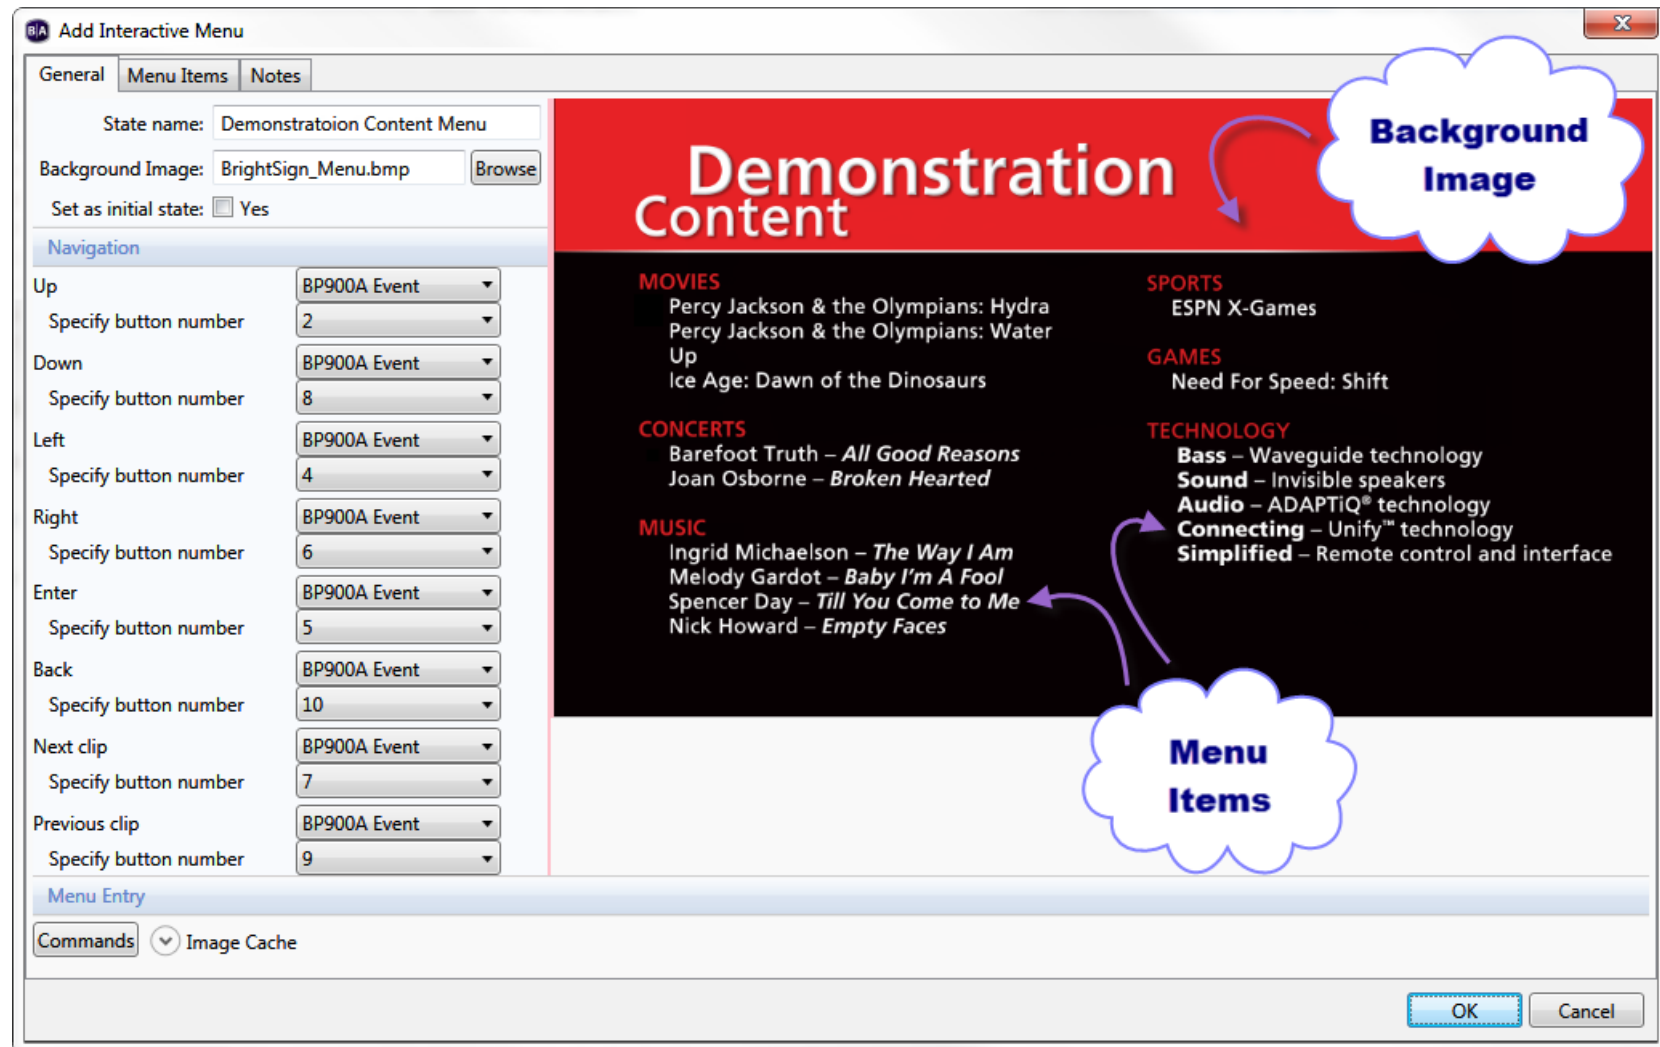 B|A Add Interactive Menu
X
General Menu Items Notes
State name: Demonstratoion Content Menu
Background Image: BrightSign_Menu.bmp Browse
Set as initial state: Yes
Navigation
Up BP900A Event
Specify button number 2
Down BP900A Event
Specify button number 8
Left BP900A Event
Specify button number 4
Right BP900A Event
Specify button number 6
Enter BP900A Event
Specify button number 5
Back BP900A Event
Specify button number 10
Next clip BP900A Event
Specify button number 7
Previous clip BP900A Event
Specify button number 9
Demonstration
Content
MOVIES
Percy Jackson & the Olympians: Hydra
Percy Jackson & the Olympians: Water
Up
Ice Age: Dawn of the Dinosaurs
CONCERTS
Barefoot Truth – All Good Reasons
Joan Osborne – Broken Hearted
MUSIC
Ingrid Michaelson – The Way I Am
Melody Gardot – Baby I'm A Fool
Spencer Day – Till You Come to Me
Nick Howard – Empty Faces
SPORTS
ESPN X-Games
GAMES
Need For Speed: Shift
TECHNOLOGY
Bass – Waveguide technology
Sound – Invisible speakers
Audio – ADAPTiQ® technology
Connecting – Unify™ technology
Simplified – Remote control and interface
Background
Image
Menu
Items
Menu Entry
Commands Image Cache
OK Cancel